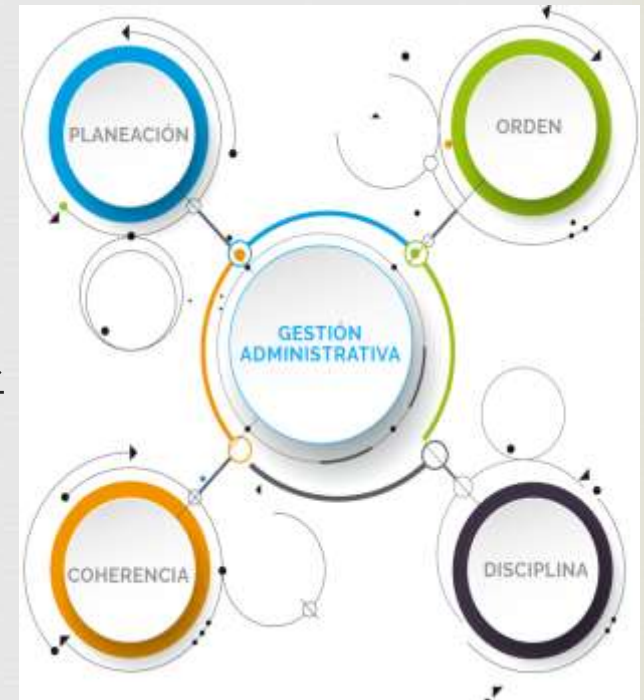 PLANEACIÓN
ORDEN
GESTIÓN
ADMINISTRATIVA
COHERENCIA
DISCIPLINA